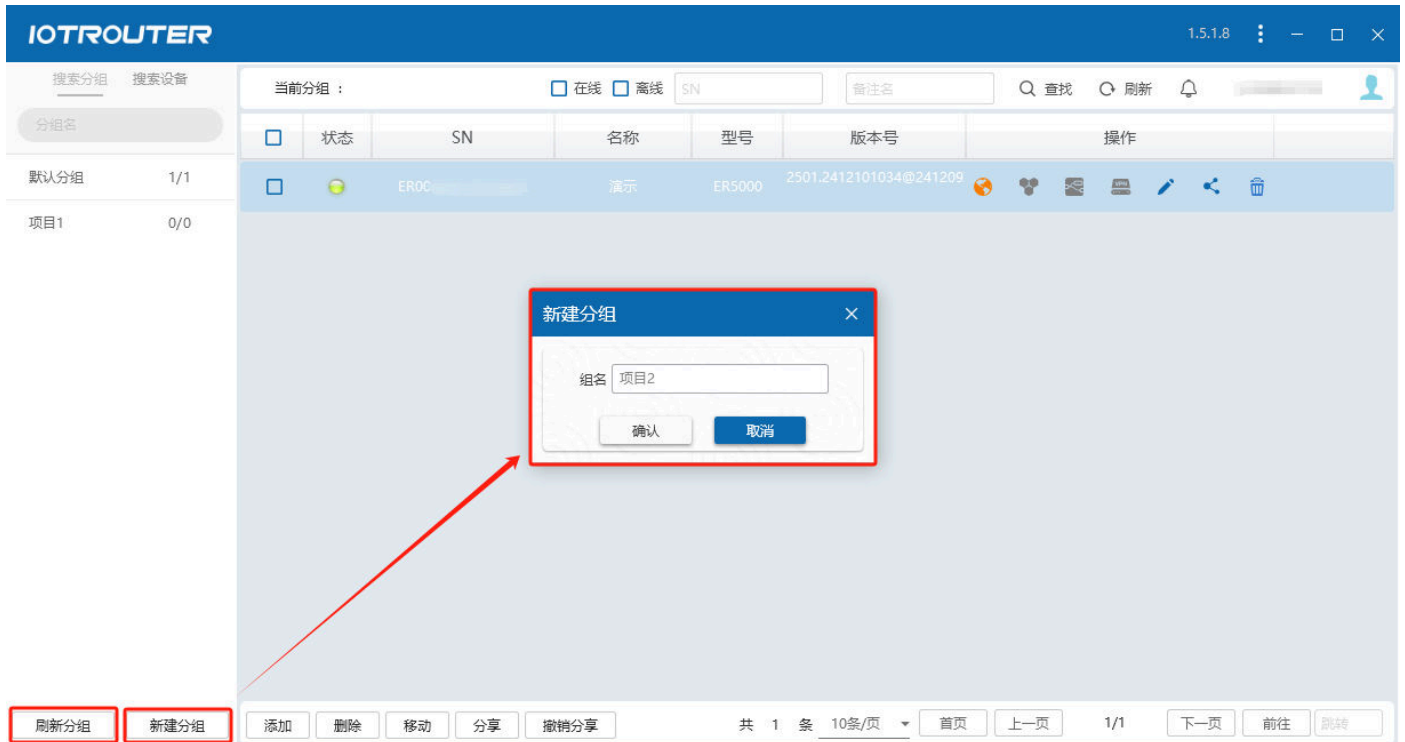 IOTROUTER 1.5.1.8
搜索分组 搜索设备
当前分组 : 在线 离线 SN 备注名 查找 刷新
分组名
状态 SN 名称 型号 版本号 操作
默认分组 1/1
ER00 演示 ER5000 2501.2412101034@241209 VPN
项目1 0/0
新建分组
组名 项目2
确认 取消
刷新分组 新建分组 添加 删除 移动 分享 撤销分享 共 1 条 10条/页 首页 上一页 1/1 下一页 前往 跳转